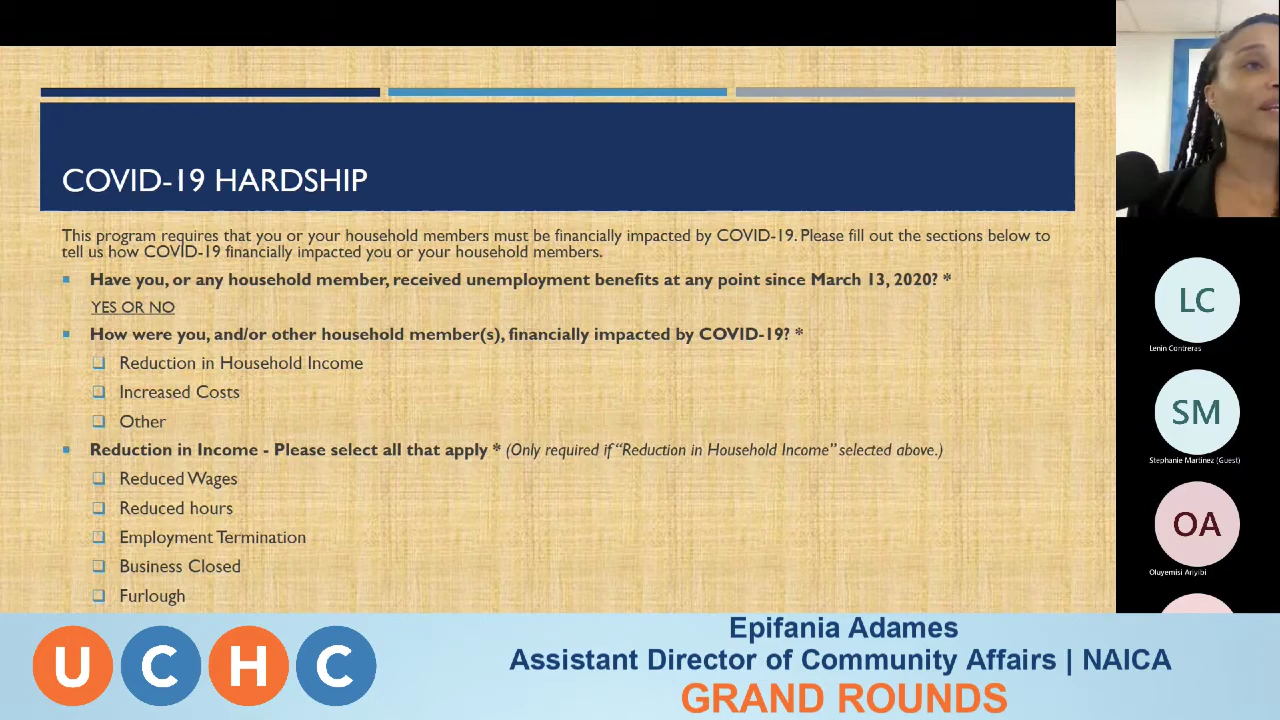 COVID-19 HARDSHIP
This program requires that you or your household members must be financially impacted by COVID-19. Please fill out the sections below to
tell us how COVID-19 financially impacted you or your household members.
Have you, or any household member, received unemployment benefits at any point since March 13, 2020? *
YES OR NO
How were you, and/or other household member(s), financially impacted by COVID-19? *
Reduction in Household Income
Increased Costs
Other
Reduction in Income - Please select all that apply * (Only required if "Reduction in Household Income" selected above.)
Reduced Wages
Reduced hours
Employment Termination
Business Closed
Furlough
LC
Lenin Contreras
SM
Stephanie Martinez (Guest)
OA
Oluyemisi Aniyibi
UCHC
Epifania Adames
Assistant Director of Community Affairs | NAICA
GRAND ROUNDS